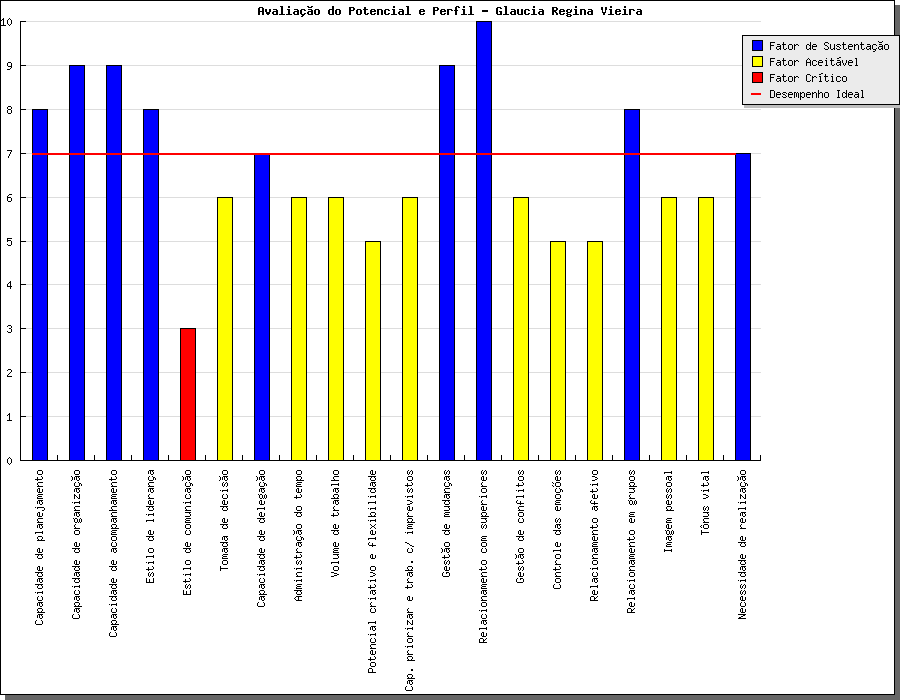 Avaliação do Potencial e Perfil - Glaucia Regina Vieira
Fator de Sustentação
Fator Aceitável
Fator Crítico
Desempenho Ideal
10
9
8
7
6
5
4
3
2
1
0
Capacidade de planejamento
Capacidade de organização
Capacidade de acompanhamento
Estilo de liderança
Estilo de comunicação
Tomada de decisão
Capacidade de delegação
Administração do tempo
Volume de trabalho
Potencial criativo e flexibilidade
Cap. priorizar e trab. c/ imprevistos
Gestão de mudanças
Relacionamento com superiores
Gestão de conflitos
Controle das emoções
Relacionamento afetivo
Relacionamento em grupos
Imagem pessoal
Tônus vital
Necessidade de realização